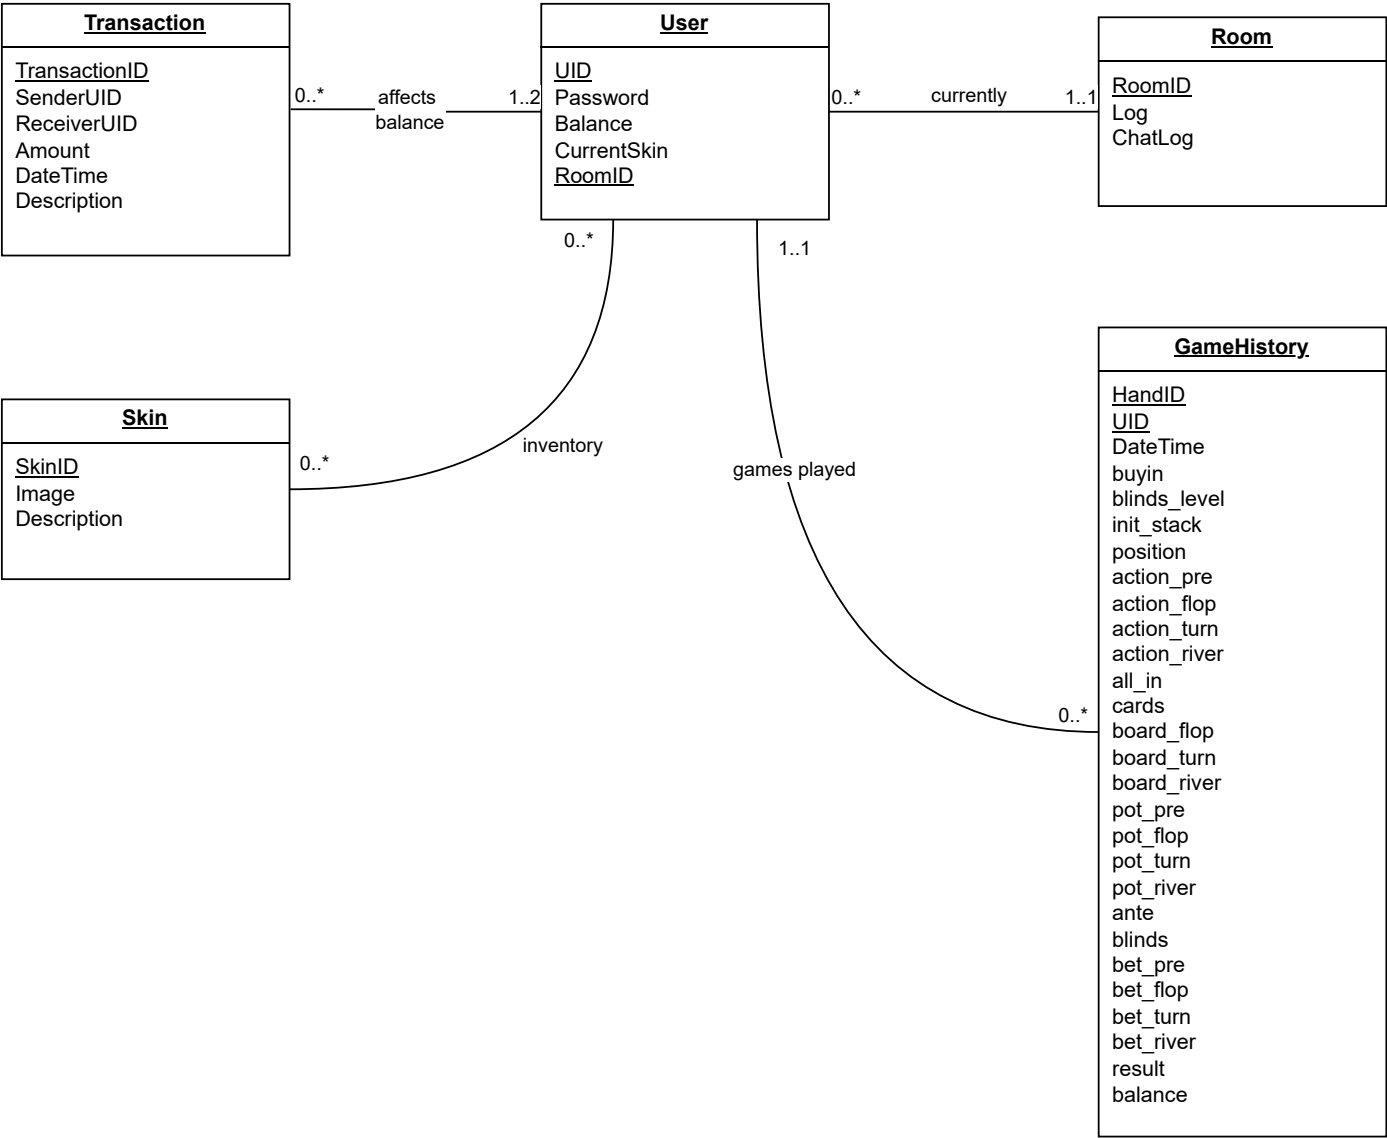 Transaction
TransactionID
SenderUID
ReceiverUID
Amount
DateTime
Description
0..*
affects
balance
1..2
User
UID
Password
Balance
CurrentSkin
RoomID
0..*
currently
1..1
Room
RoomID
Log
ChatLog
0..*
1..1
Skin
SkinID
Image
Description
0..*
inventory
games played
0..*
GameHistory
HandID
UID
DateTime
buyin
blinds_level
init_stack
position
action_pre
action_flop
action_turn
action_river
all_in
cards
board_flop
board_turn
board_river
pot_pre
pot_flop
pot_turn
pot_river
ante
blinds
bet_pre
bet_flop
bet_turn
bet_river
result
balance